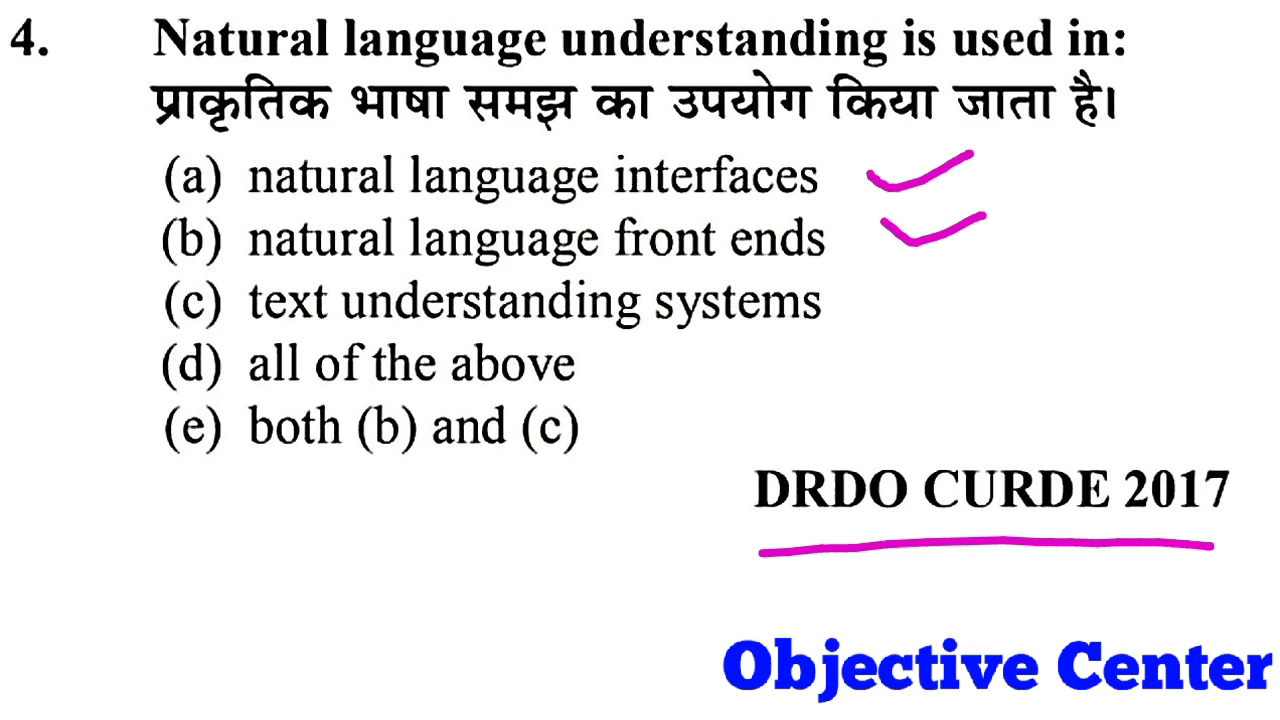 4. Natural language understanding is used in:
प्राकृतिक भाषा समझ का उपयोग किया जाता है।
(a) natural language interfaces
(b) natural language front ends
(c) text understanding systems
(d) all of the above
(e) both (b) and (c)
DRDO CURDE 2017
Objective Center